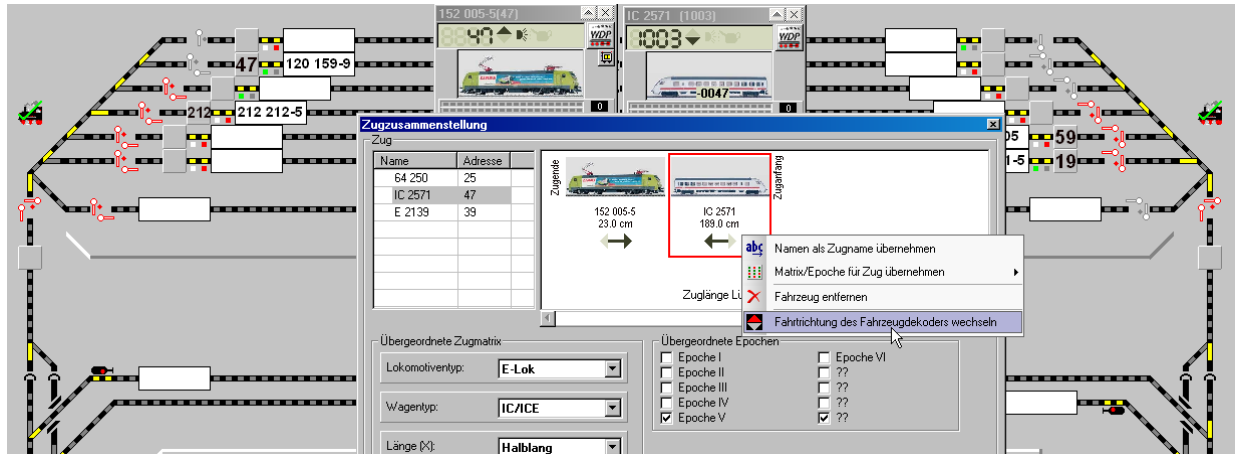 152 005-5(47)
IC 2571 (1003)
47
WDP
1003
WDP
47
120 159-9
-0047-
0
0
212
212 212-5
Zugzusammenstellung
05
59
Zug
1-5
19
Name
Adresse
64 250
25
IC 2571
47
E 2139
39
Zugende
Zuganfang
152 005-5
23.0 cm
IC 2571
189.0 cm
abc
Namen als Zugname übernehmen
Matrix/Epoche für Zug übernehmen
Zuglänge Lü
Fahrzeug entfernen
Fahrtrichtung des Fahrzeugdekoders wechseln
Übergeordnete Zugmatrix
Lokomotiventyp:
E-Lok
Wagentyp:
IC/ICE
Länge (X):
Halblang
Übergeordnete Epochen
Epoche I
Epoche VI
Epoche II
??
Epoche III
??
Epoche IV
??
Epoche V
??